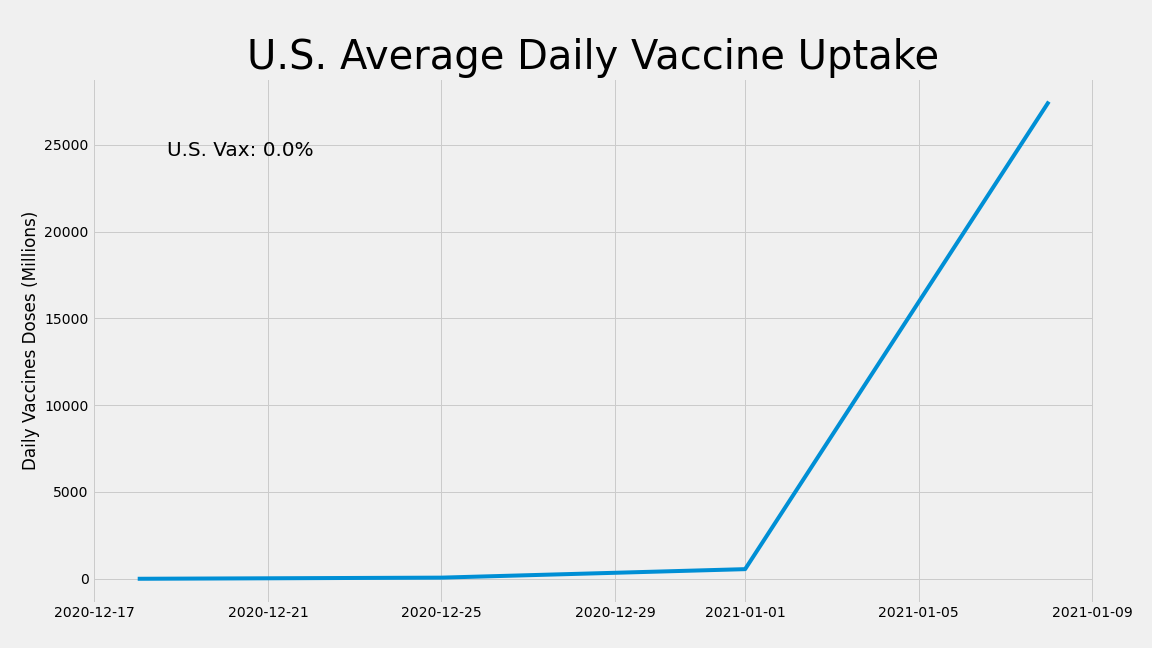 U.S. Average Daily Vaccine Uptake
U.S. Vax: 0.0%
Daily Vaccines Doses (Millions)
25000
20000
15000
10000
5000
0
2020-12-17 2020-12-21 2020-12-25 2020-12-29 2021-01-01 2021-01-05 2021-01-09